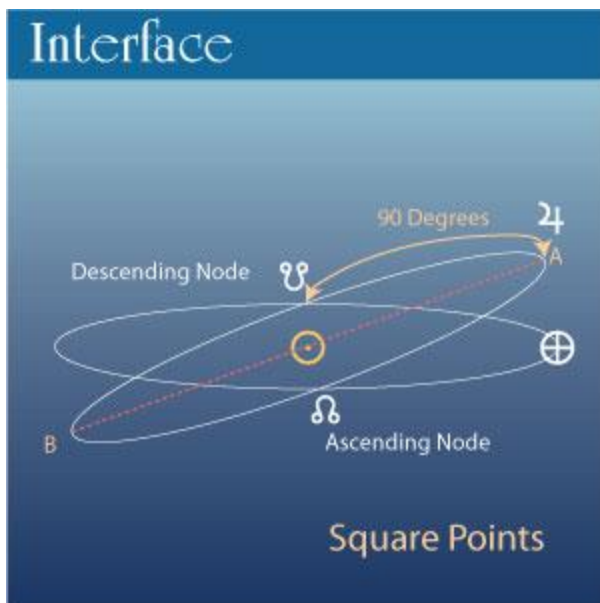 Interface
90 Degrees
♃
A
Descending Node
☋
☉
⊕
B
☊
Ascending Node
Square Points